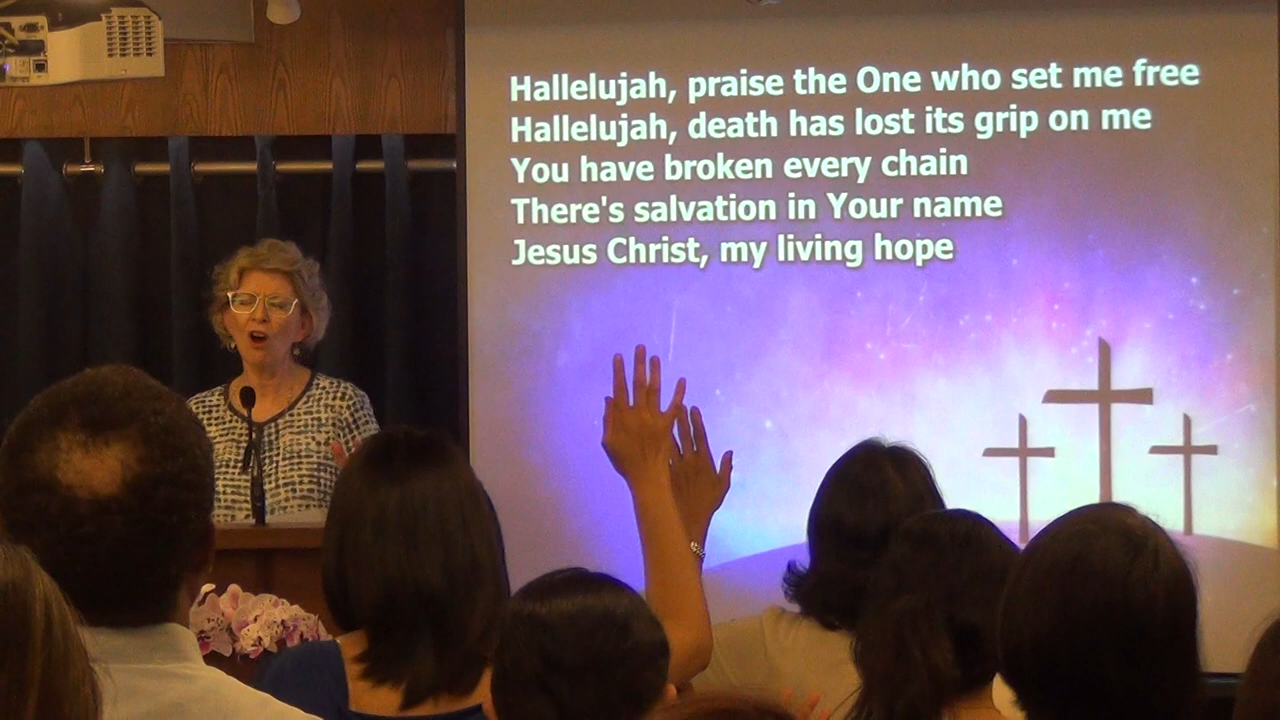 Hallelujah, praise the One who set me free
Hallelujah, death has lost its grip on me
You have broken every chain
There's salvation in Your name
Jesus Christ, my living hope